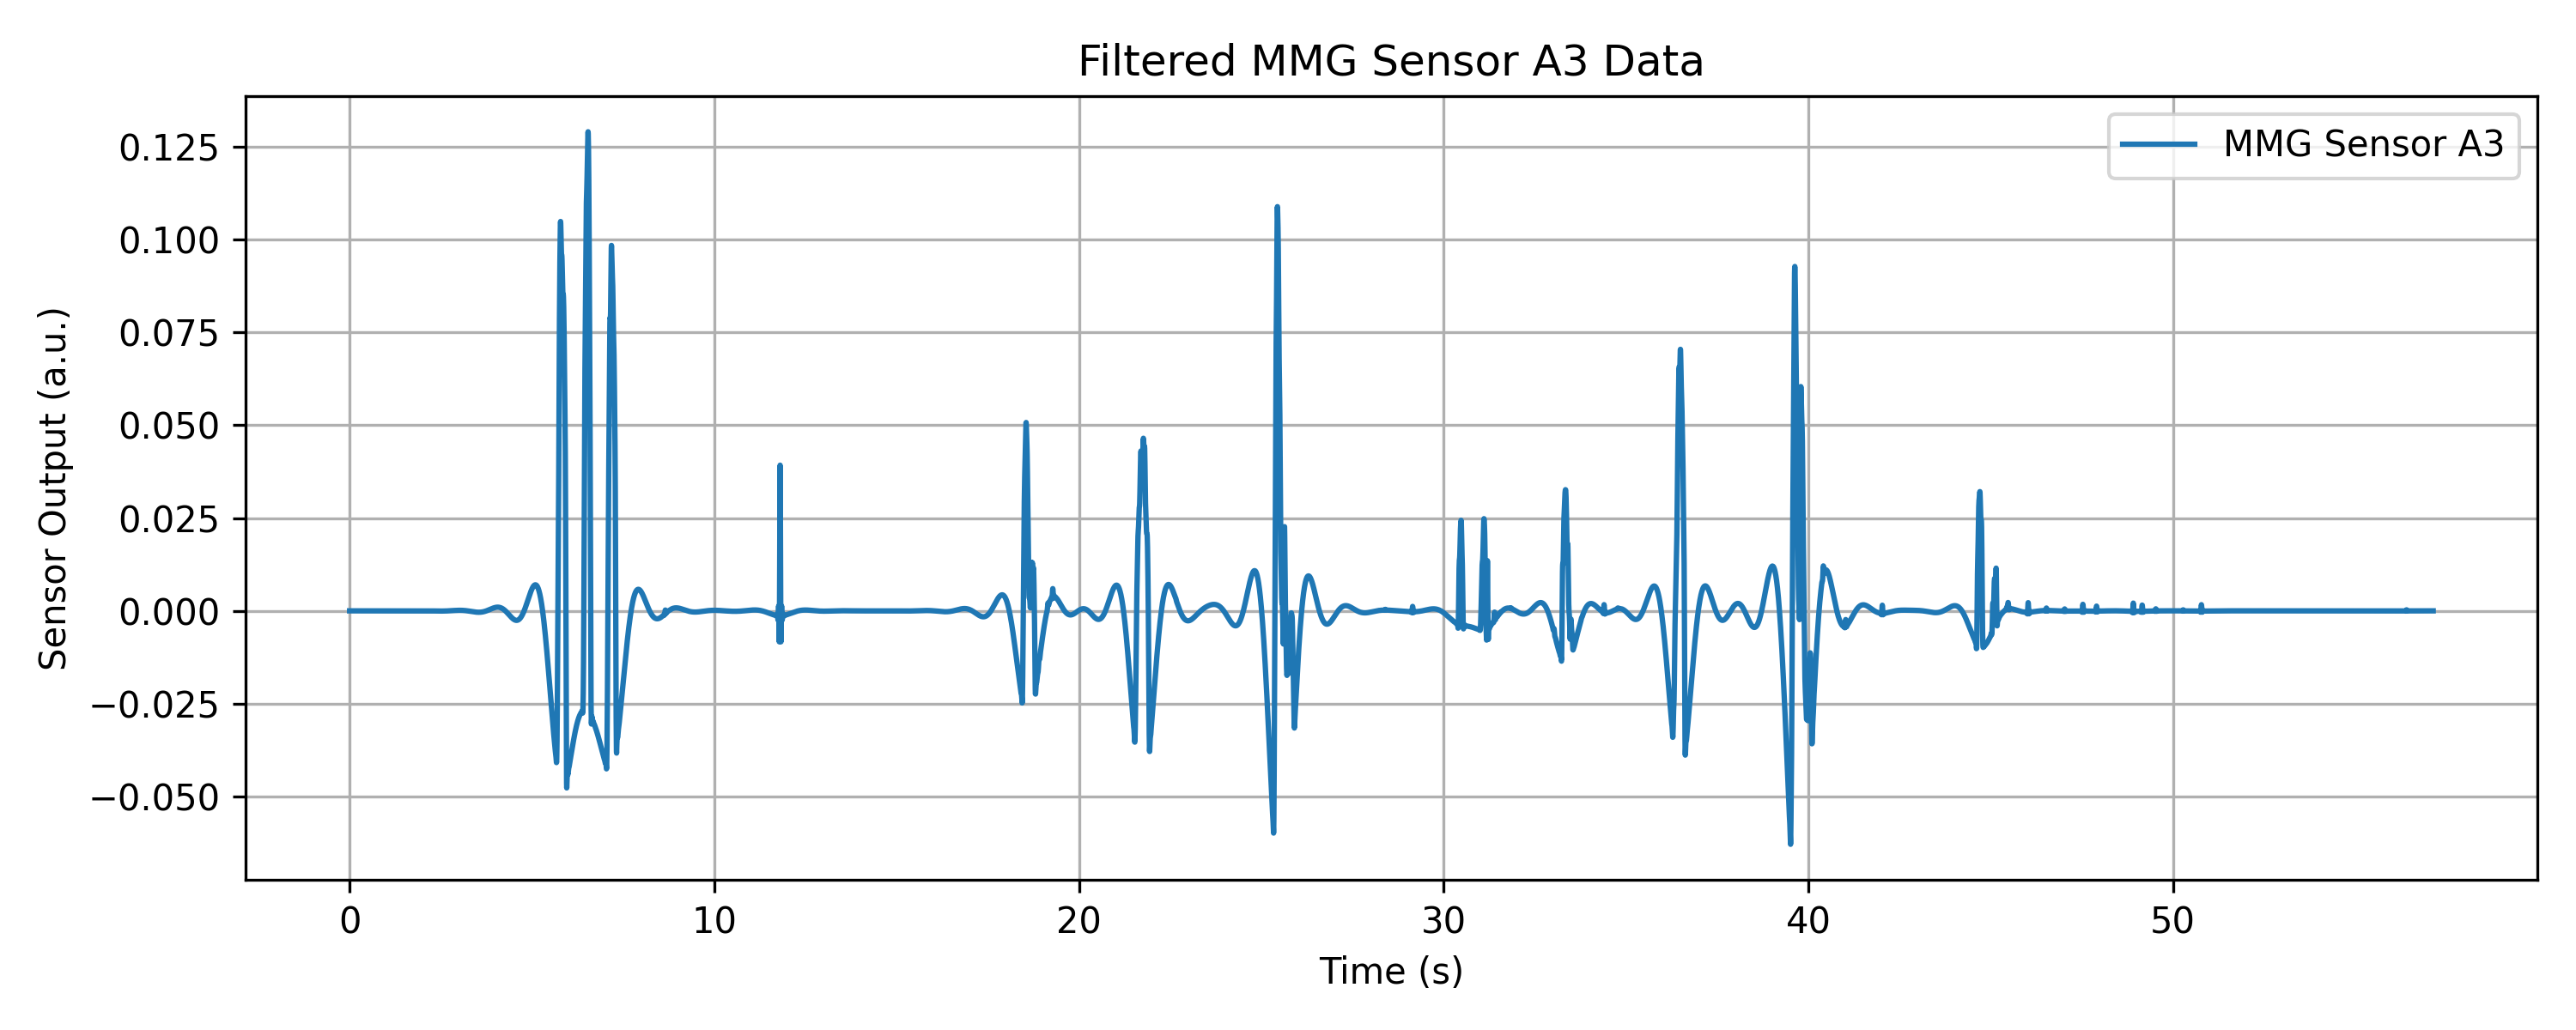 Filtered MMG Sensor A3 Data
MMG Sensor A3
Sensor Output (a.u.)
0.125
0.100
0.075
0.050
0.025
0.000
−0.025
−0.050
0 10 20 30 40 50
Time (s)